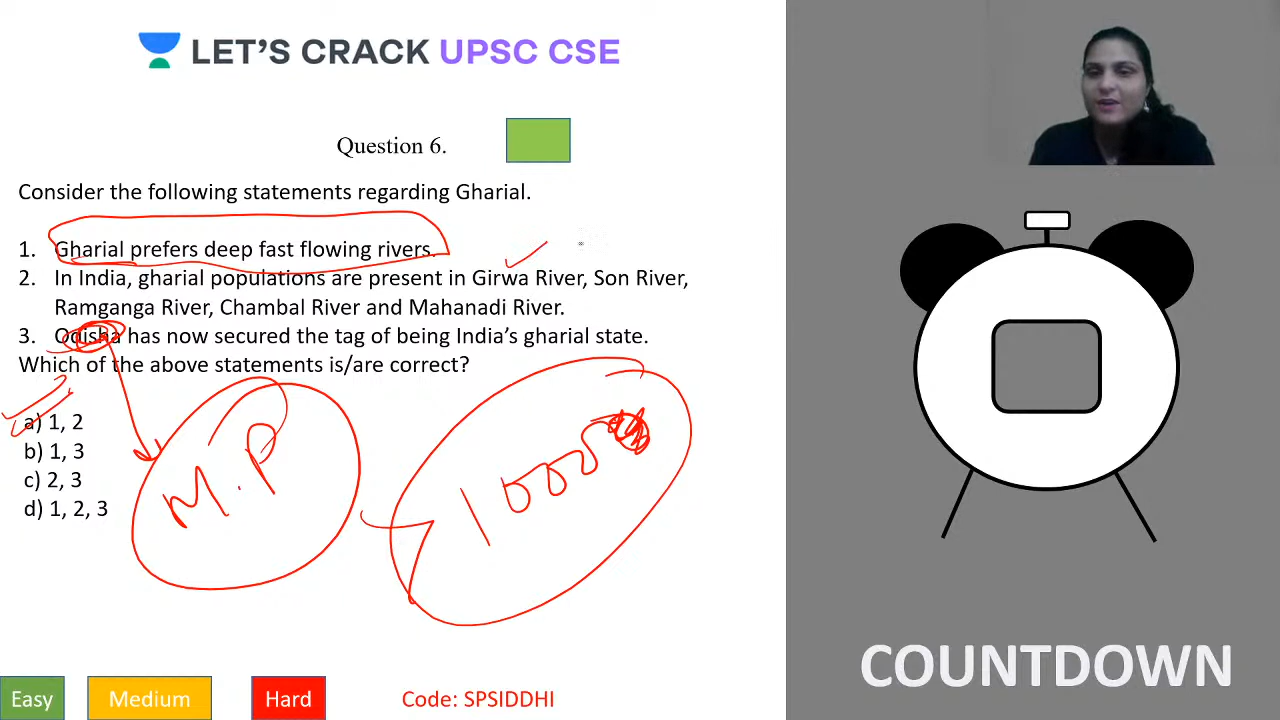 LET'S CRACK UPSC CSE
Question 6.
Consider the following statements regarding Gharial.
1. Gharial prefers deep fast flowing rivers.
2. In India, gharial populations are present in Girwa River, Son River,
Ramganga River, Chambal River and Mahanadi River.
3. Odisha has now secured the tag of being India's gharial state.
Which of the above statements is/are correct?
a) 1, 2
b) 1, 3
c) 2, 3
d) 1, 2, 3
M.P
1000
COUNTDOWN
Easy Medium Hard Code: SPSIDDHI